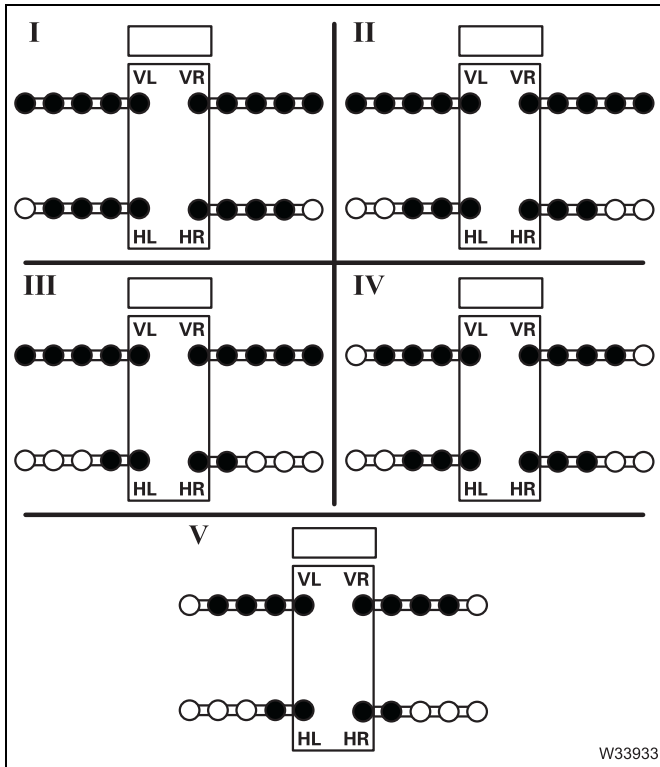 I
VL VR
HL HR
II
VL VR
HL HR
III
VL VR
HL HR
IV
VL VR
HL HR
V
VL VR
HL HR
W33933